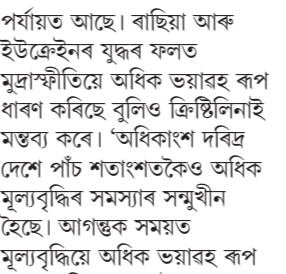 পৰ্যায়ত আছে। ৰাছিয়া আৰু
ইউক্ৰেইনৰ যুদ্ধৰ ফলত
মুদ্ৰাস্ফীতিয়ে অধিক ভয়াৱহ ৰূপ
ধাৰণ কৰিছে বুলিও ক্ৰিষ্টিলিনাই
মন্তব্য কৰে। ‘অধিকাংশ দৰিদ্ৰ
দেশে পাঁচ শতাংশতকৈও অধিক
মূল্যবৃদ্ধিৰ সমস্যাৰ সন্মুখীন
হৈছে। আগন্তুক সময়ত
মূল্যবৃদ্ধিয়ে অধিক ভয়াৱহ ৰূপ